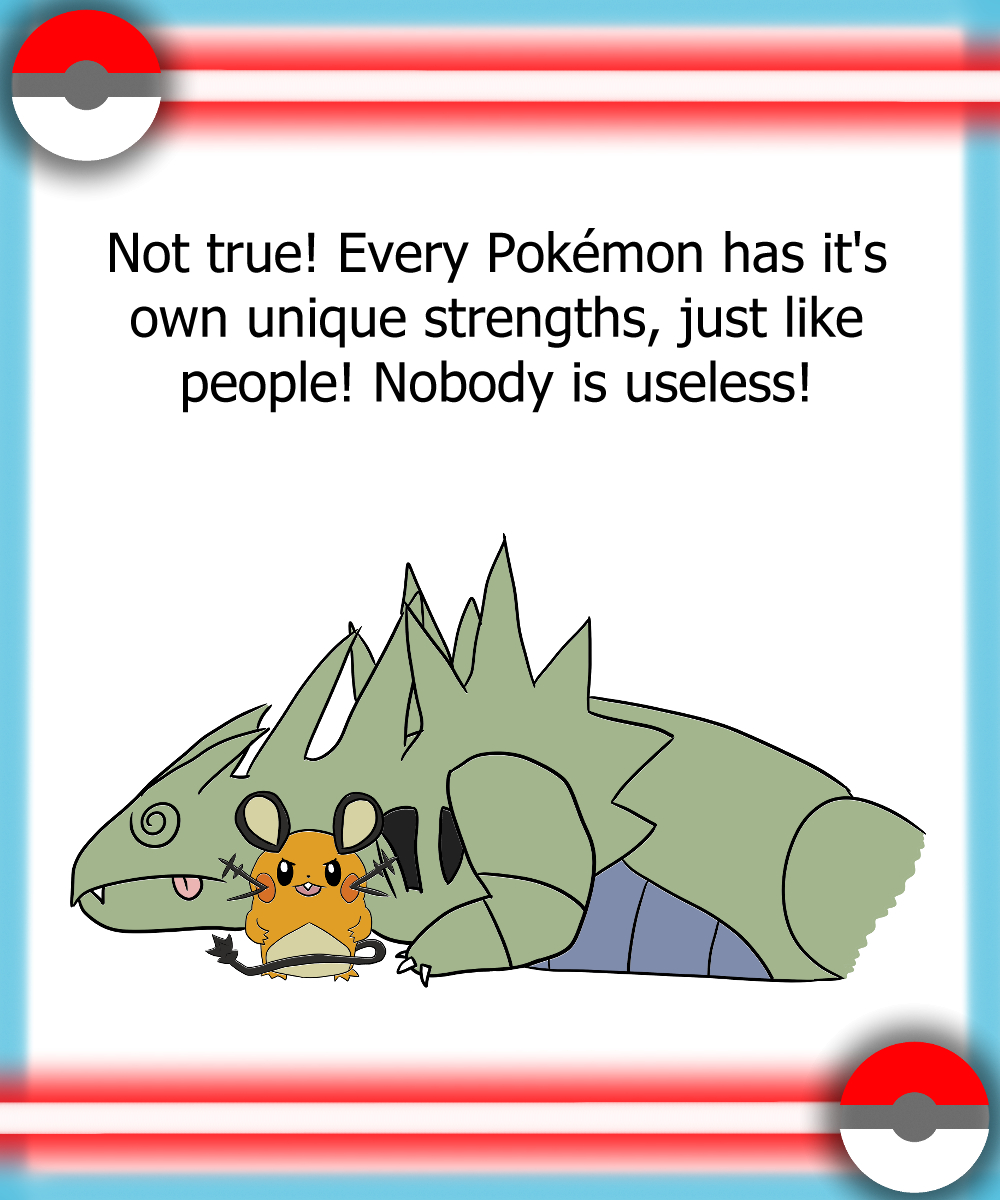 Not true! Every Pokémon has it's
own unique strengths, just like
people! Nobody is useless!